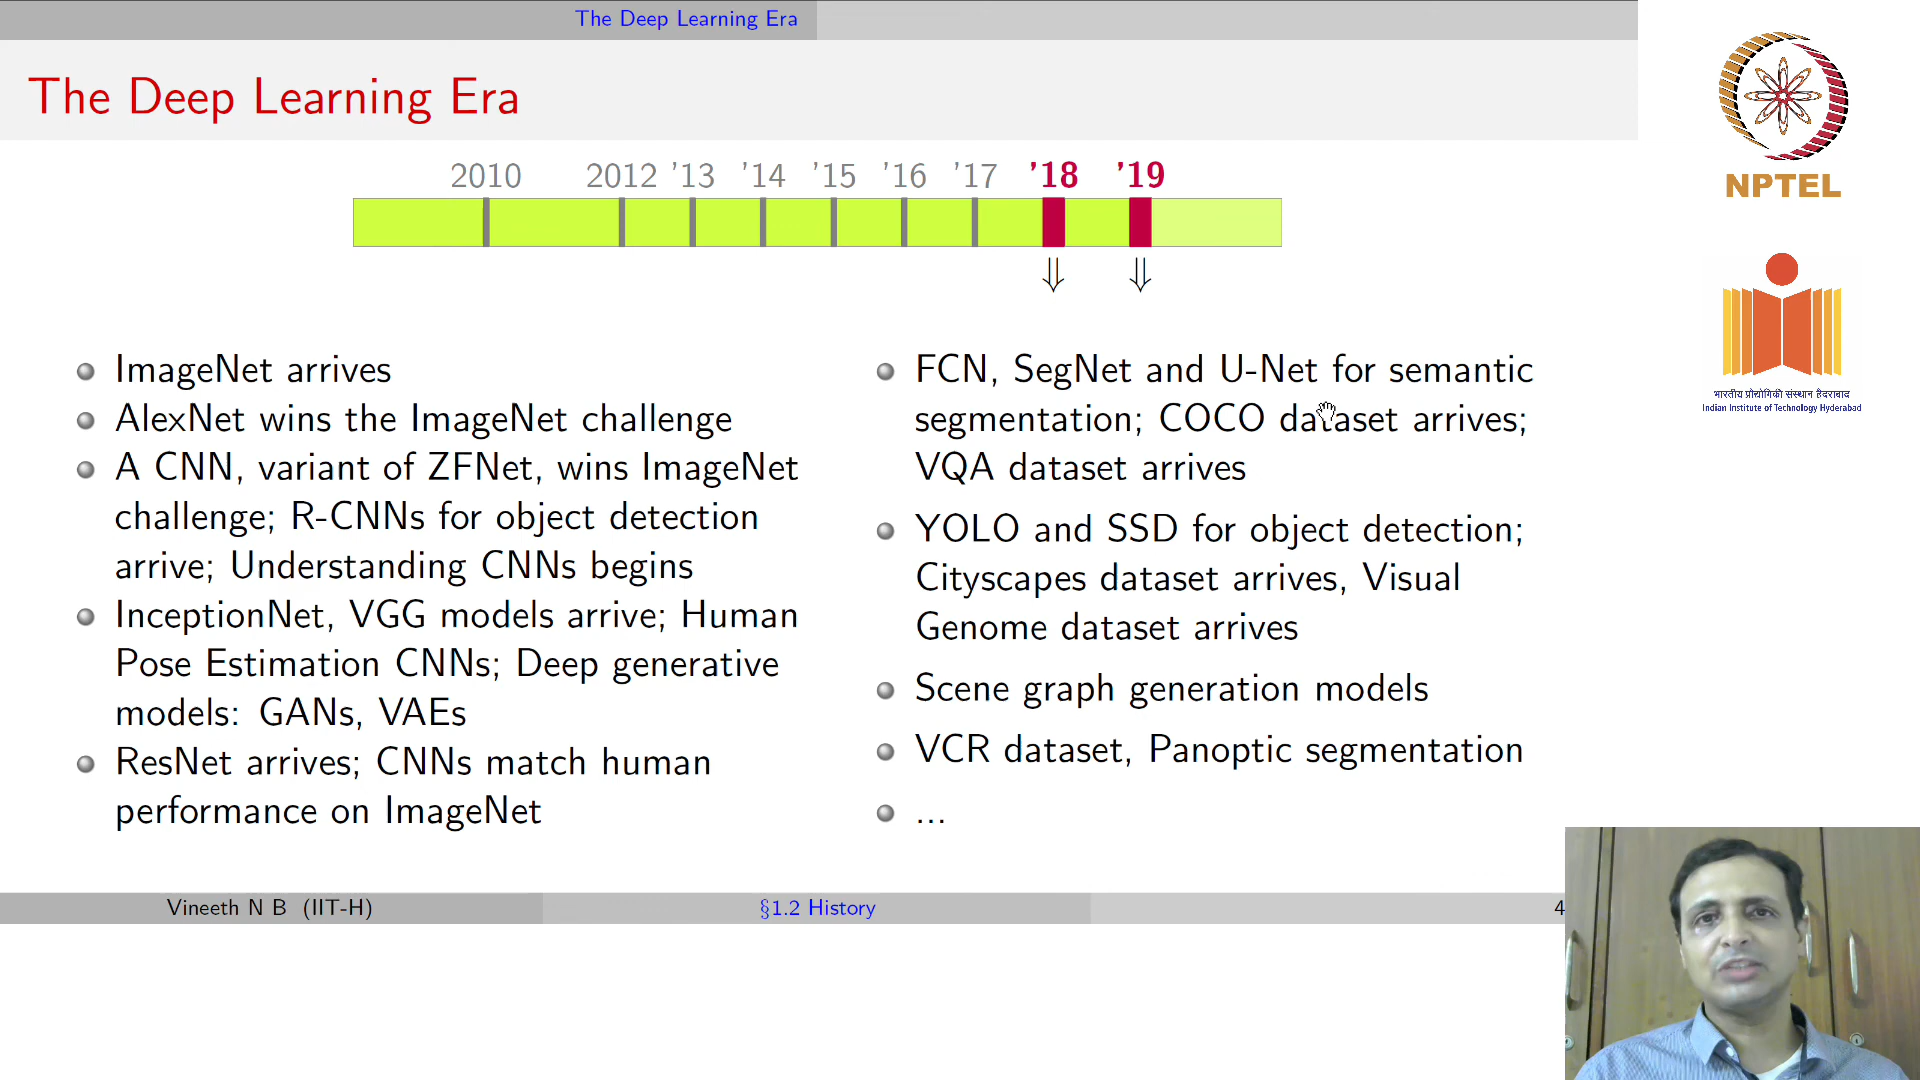 The Deep Learning Era
The Deep Learning Era
2010 2012 ’13 ’14 ’15 ’16 ’17 ’18 ’19
ImageNet arrives
AlexNet wins the ImageNet challenge
A CNN, variant of ZFNet, wins ImageNet
challenge; R-CNNs for object detection
arrive; Understanding CNNs begins
InceptionNet, VGG models arrive; Human
Pose Estimation CNNs; Deep generative
models: GANs, VAEs
ResNet arrives; CNNs match human
performance on ImageNet
FCN, SegNet and U-Net for semantic
segmentation; COCO dataset arrives;
VQA dataset arrives
YOLO and SSD for object detection;
Cityscapes dataset arrives, Visual
Genome dataset arrives
Scene graph generation models
VCR dataset, Panoptic segmentation
...
Vineeth N B (IIT-H) §1.2 History 4
NPTEL
भारतीय प्रौद्योगिकी संस्थान हैदराबाद
Indian Institute of Technology Hyderabad